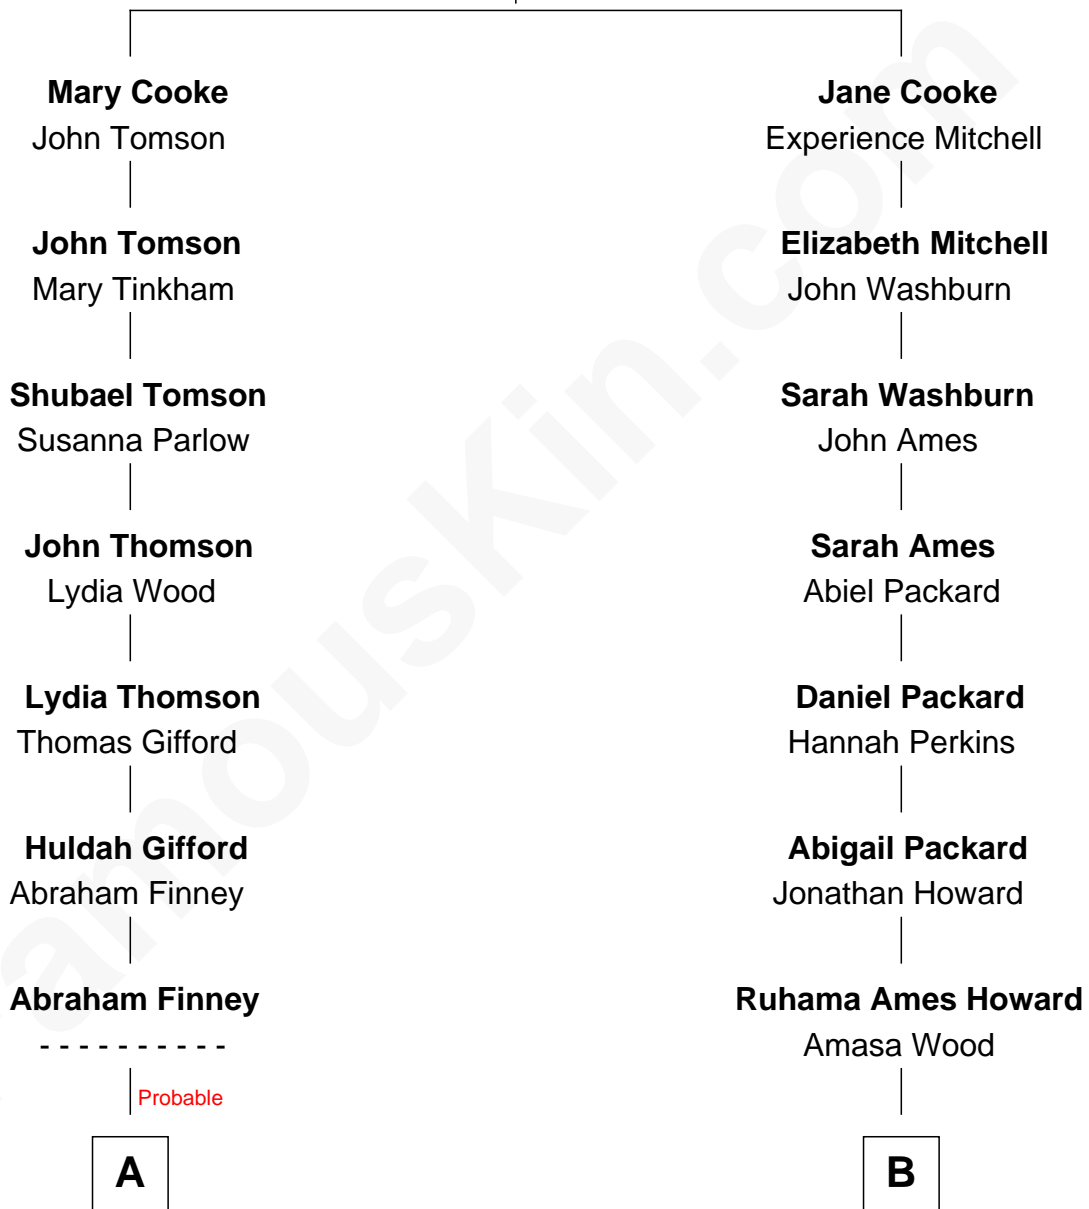 Mary Cooke
John Tomson
John Tomson
Mary Tinkham
Shubael Tomson
Susanna Parlow
John Thomson
Lydia Wood
Lydia Thomson
Thomas Gifford
Huldah Gifford
Abraham Finney
Abraham Finney
- - - - - - - - - -
Probable
A
Jane Cooke
Experience Mitchell
Elizabeth Mitchell
John Washburn
Sarah Washburn
John Ames
Sarah Ames
Abiel Packard
Daniel Packard
Hannah Perkins
Abigail Packard
Jonathan Howard
Ruhama Ames Howard
Amasa Wood
B
amousKin.com